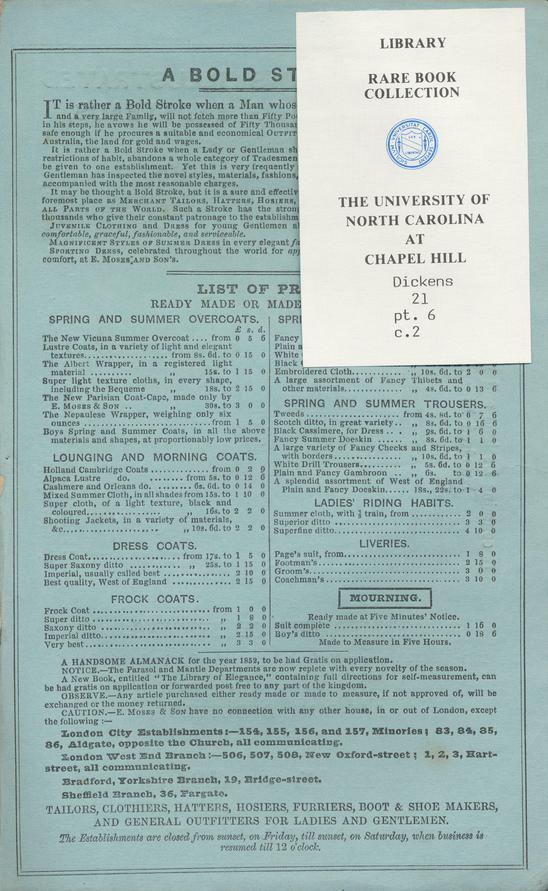 LIBRARY
RARE BOOK
COLLECTION
THE UNIVERSITY OF
NORTH CAROLINA
AT
CHAPEL HILL
Dickens
21
pt. 6
c.2
A BOLD ST
IT is rather a Bold Stroke when a Man whos
and a very large Family, will not fetch more than Fifty Po
in his steps, he avows he will be possessed of Fifty Thousa
safe enough if he procures a suitable and economical OUTFIT
Australia, the land for gold and wages.
It is rather a Bold Stroke when a Lady or Gentleman sh
restrictions of habit, abandons a whole category of Tradesmen
be given to one establishment. Yet this is very frequently
Gentleman has inspected the novel styles, materials, fashions,
accompanied with the most reasonable charges.
It may be thought a Bold Stroke, but it is a sure and effectiv
foremost place as MERCHANT TAILORS, HATTERS, HOSIERS,
ALL PARTS OF THE WORLD. Such a Stroke has the stron
thousands who give their constant patronage to the establishm
JUVENILE CLOTHING and DRESS for young Gentlemen a
comfortable, graceful, fashionable, and serviceable.
MAGNIFICENT STYLES OF SUMMER DRESS in every elegant fa
SPORTING DRESS, celebrated throughout the world for ap
comfort, at E. MOSES AND SON'S.
LIST OF PR
READY MADE OR MADE
SPRING AND SUMMER OVERCOATS.
£ s. d.
The New Vicuna Summer Overcoat .... from 0 5 6
Lustre Coats, in a variety of light and elegant
textures.................. from 8s. 6d. to 0 15 0
The Albert Wrapper, in a registered light
material .................. „ 15s. to 1 15 0
Super light texture cloths, in every shape,
including the Bequeme „ 18s. to 2 15 0
The New Parisian Coat-Cape, made only by
E. MOSES & SON .. „ 30s. to 3 0 0
The Nepaulese Wrapper, weighing only six
ounces .......................... from 1 5 0
Boys Spring and Summer Coats, in all the above
materials and shapes, at proportionably low prices.
LOUNGING AND MORNING COATS.
Holland Cambridge Coats .............. from 0 2 9
Alpaca Lustre do. ............ from 5s. to 0 12 6
Cashmere and Orleans do. ....... 6s. 6d. to 0 14 0
Mixed Summer Cloth, in all shades from 15s. to 1 10 0
Super cloth, of a light texture, black and
coloured.................... „ 16s. to 2 2 0
Shooting Jackets, in a variety of materials,
&c...................... „ 10s. 6d. to 2 2 0
DRESS COATS.
Dress Coat................... from 17s. to 1 5 0
Super Saxony ditto ............ „ 25s. to 1 15 0
Imperial, usually called best .............. 2 10 0
Best quality, West of England ............ 2 15 0
FROCK COATS.
Frock Coat .......................... from 1 0 0
Super ditto .......................... „ 1 8 0
Saxony ditto ......................... „ 2 2 0
Imperial ditto........................ „ 2 15 0
Very best............................. „ 3 3 0
SPRI
Fancy
Plain a
White
Black
Embroidered Cloth............ „ 10s. 6d. to 2 0 0
A large assortment of Fancy Thibets and
other materials............. „ 4s. 6d. to 0 13 6
SPRING AND SUMMER TROUSERS.
Tweeds ................... from 4s. 8d. to 0 7 6
Scotch ditto, in great variety.. „ 8s. 6d. to 0 16 6
Black Cassimere, for Dress .. „ 9s. 6d. to 1 6 0
Fancy Summer Doeskin ...... „ 8s. 6d. to 1 1 0
A large variety of Fancy Checks and Stripes,
with borders................ „ 10s. 6d. to 1 1 0
White Drill Trousers.......... „ 5s. 6d. to 0 12 6
Plain and Fancy Gambroon .. „ 6s. to 0 12 6
A splendid assortment of West of England
Plain and Fancy Doeskin..... 18s., 22s. to 1 4 0
LADIES' RIDING HABITS.
Summer cloth, with ¾ train, from .......... 2 0 0
Superior ditto ............................ 3 3 0
Superfine ditto............................ 4 10 0
LIVERIES.
Page's suit, from.......................... 1 8 0
Footman's ................................. 2 15 0
Groom's.................................... 3 0 0
Coachman's ................................ 3 10 0
MOURNING.
Ready made at Five Minutes' Notice.
Suit complete ............................. 1 16 0
Boy's ditto ............................... 0 18 6
Made to Measure in Five Hours.
A HANDSOME ALMANACK for the year 1852, to be had Gratis on application.
NOTICE.—The Parasol and Mantle Departments are now replete with every novelty of the season.
A New Book, entitled "The Library of Elegance," containing full directions for self-measurement, can
be had gratis on application or forwarded post free to any part of the kingdom.
OBSERVE.—Any article purchased either ready made or made to measure, if not approved of, will be
exchanged or the money returned.
CAUTION.—E. MOSES & SON have no connection with any other house, in or out of London, except
the following :—
London City Establishments:—154, 155, 156, and 157, Minories; 83, 84, 85,
86, Aldgate, opposite the Church, all communicating.
London West End Branch:—506, 507, 508, New Oxford-street; 1, 2, 3, Hart-
street, all communicating.
Bradford, Yorkshire Branch, 19, Bridge-street.
Sheffield Branch, 36, Fargate.
TAILORS, CLOTHIERS, HATTERS, HOSIERS, FURRIERS, BOOT & SHOE MAKERS,
AND GENERAL OUTFITTERS FOR LADIES AND GENTLEMEN.
The Establishments are closed from sunset, on Friday, till sunset, on Saturday, when business is
resumed till 12 o'clock.